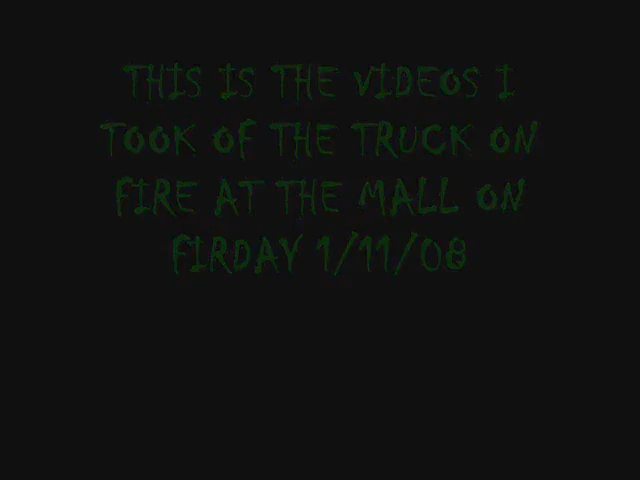 THIS IS THE VIDEOS I
TOOK OF THE TRUCK ON
FIRE AT THE MALL ON
FIRDAY 1/11/08